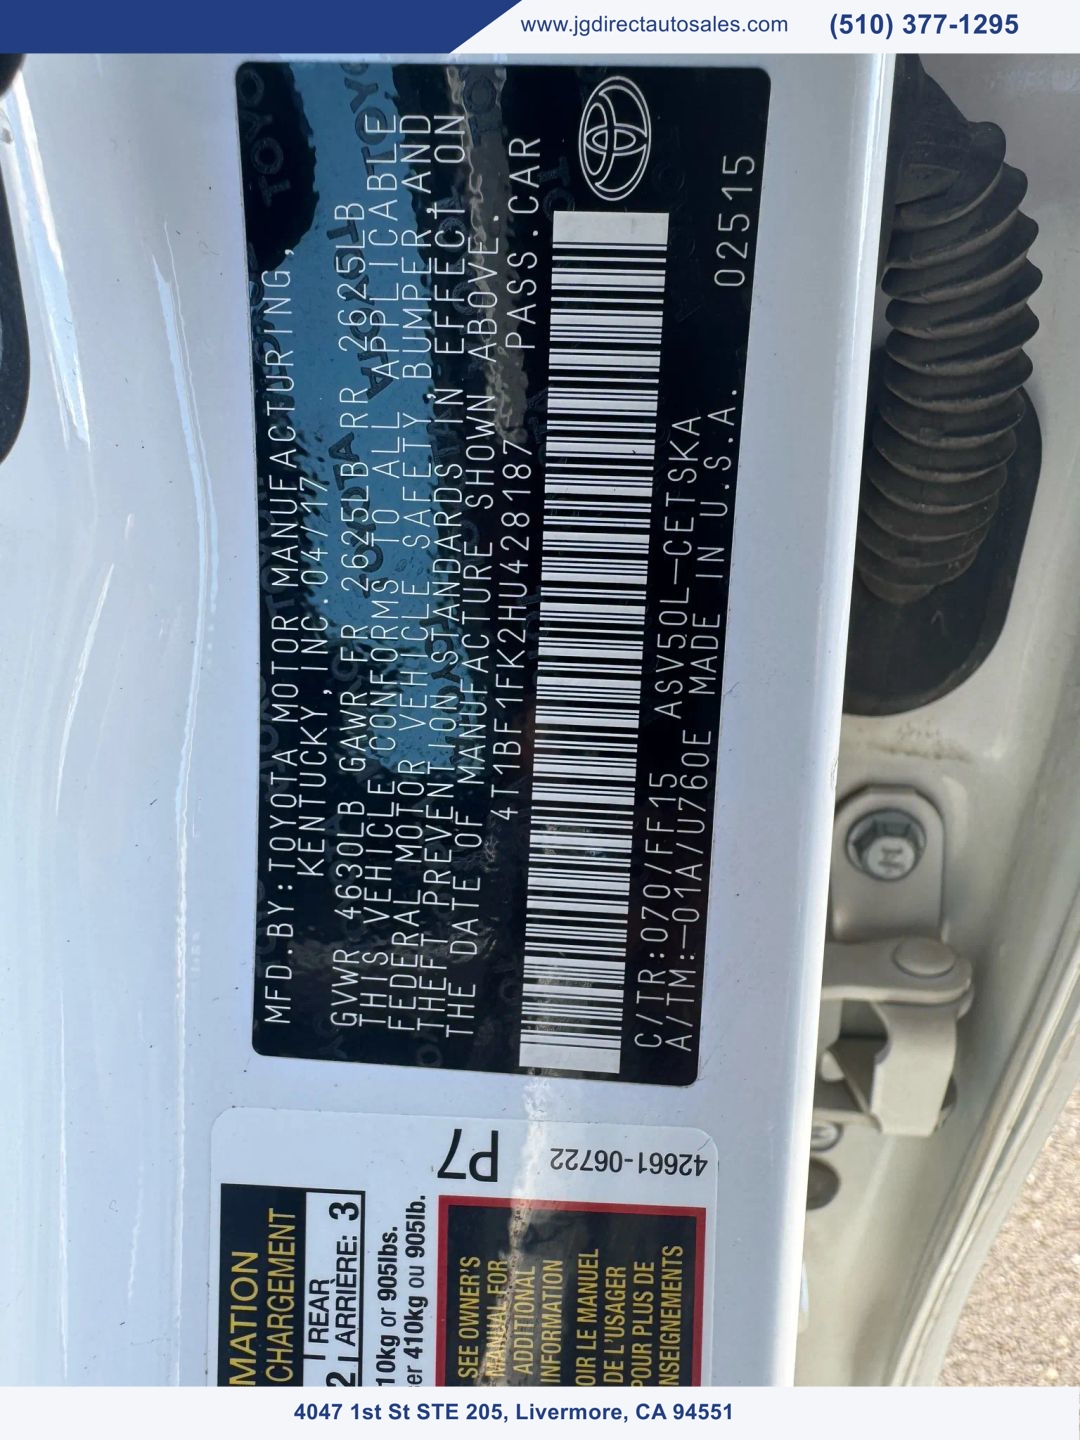 www.jgdirectautosales.com (510) 377-1295
MFD.BY:TOYOTA MOTOR MANUFACTURING,
KENTUCKY, INC. 04/17
GVWR 4630LB GAWR FR 2625LB RR 2625LB
THIS VEHICLE CONFORMS TO ALL APPLICABLE
FEDERAL MOTOR VEHICLE SAFETY, BUMPER, AND
THEFT PREVENTION STANDARDS IN EFFECT ON
THE DATE OF MANUFACTURE SHOWN ABOVE.
4T1BF1FK2HU428187 PASS.CAR
C/TR:070/FF15 ASV50L-CETSKA
A/TM:-01A/U760E MADE IN U.S.A. 02515
P7
42661-06722
MATION
CHARGEMENT
2
REAR
ARRIÈRE: 3
10kg or 905lbs.
er 410kg ou 905lb.
SEE OWNER'S
MANUAL FOR
ADDITIONAL
INFORMATION
OIR LE MANUEL
DE L'USAGER
POUR PLUS DE
NSEIGNEMENTS
4047 1st St STE 205, Livermore, CA 94551